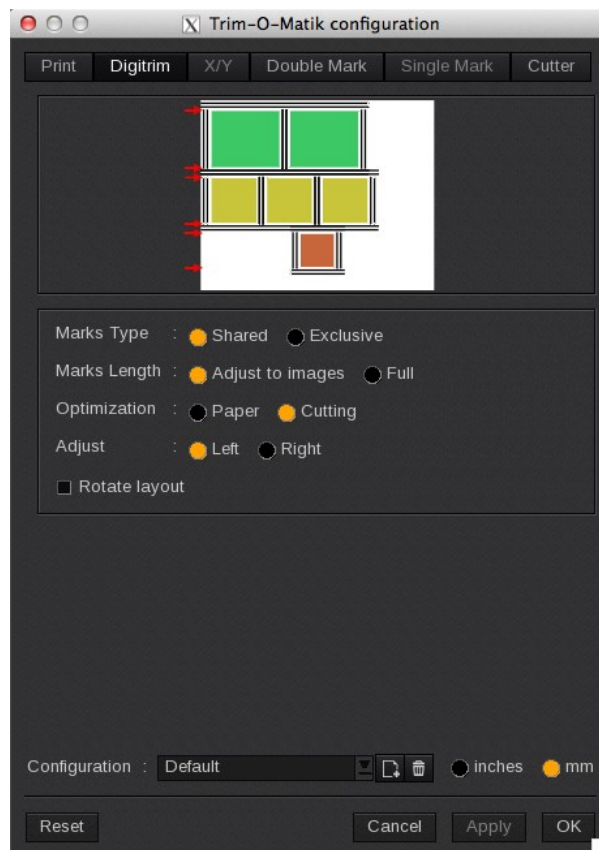 Trim-O-Matik configuration
Print Digitrim X/Y Double Mark Single Mark Cutter
Marks Type : Shared Exclusive
Marks Length : Adjust to images Full
Optimization : Paper Cutting
Adjust : Left Right
Rotate layout
Configuration : Default inches mm
Reset Cancel Apply OK